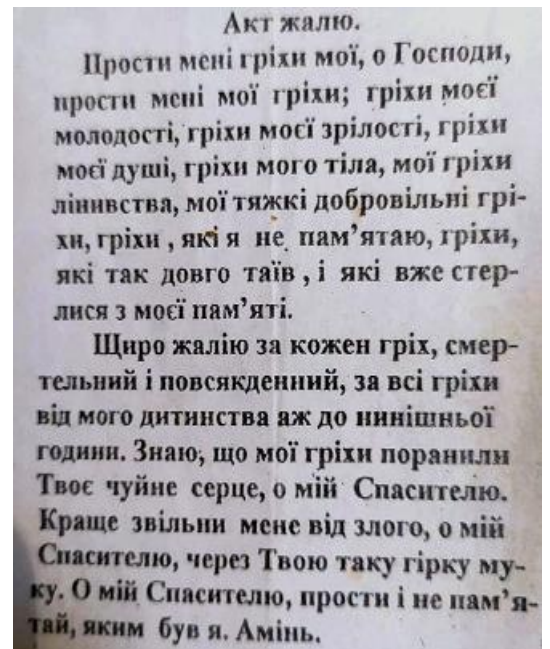 Акт жалю.
Прости мені гріхи мої, о Господи,
прости мені мої гріхи; гріхи моєї
молодості, гріхи моєї зрілості, гріхи
моєї душі, гріхи мого тіла, мої гріхи
лінивства, мої тяжкі добровільні грі-
хи, гріхи , які я не пам’ятаю, гріхи,
які так довго таїв , і які вже стер-
лися з моєї пам’яті.
Щиро жалію за кожен гріх, смер-
тельний і повсякденний, за всі гріхи
від мого дитинства аж до нинішньої
години. Знаю, що мої гріхи поранили
Твоє чуйне серце, о мій Спасителю.
Краще звільни мене від злого, о мій
Спасителю, через Твою таку гірку му-
ку. О мій Спасителю, прости і не пам’я-
тай, яким був я. Амінь.